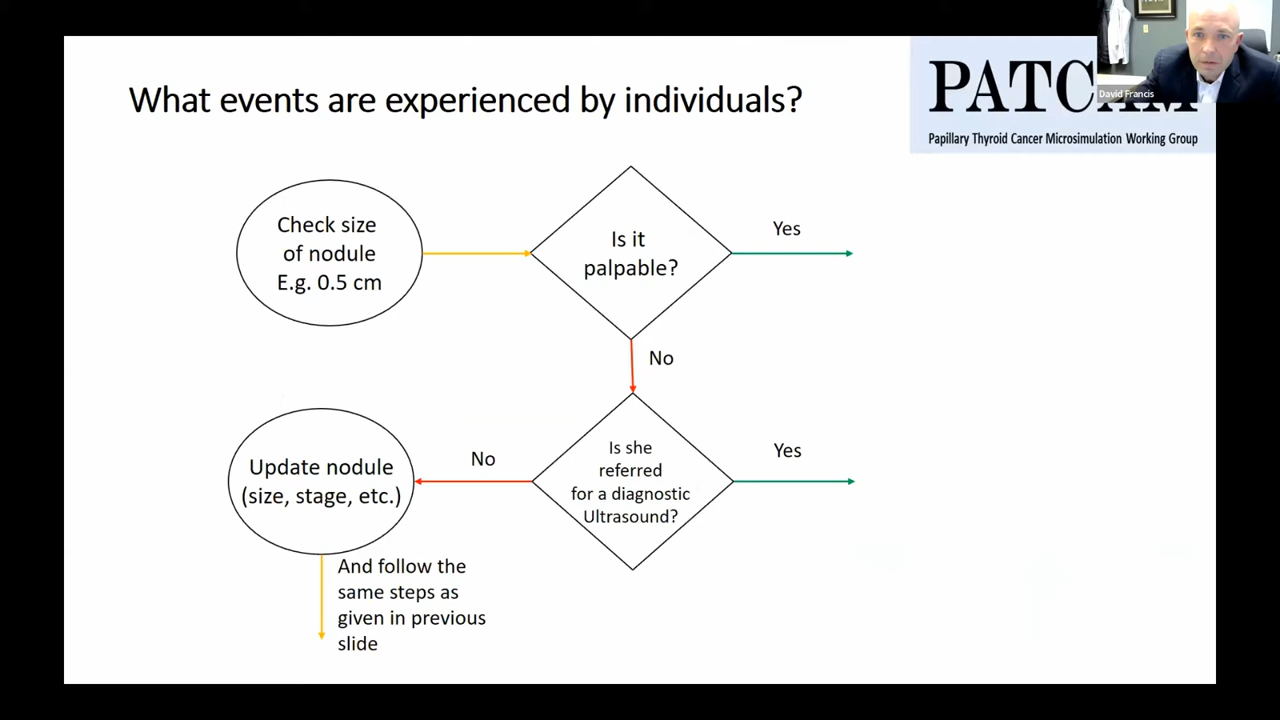 What events are experienced by individuals?
PATC
M
David Francis
Papillary Thyroid Cancer Microsimulation Working Group
Check size
of nodule
E.g. 0.5 cm
Is it
palpable?
Yes
No
Is she
referred
for a diagnostic
Ultrasound?
Yes
No
Update nodule
(size, stage, etc.)
And follow the
same steps as
given in previous
slide